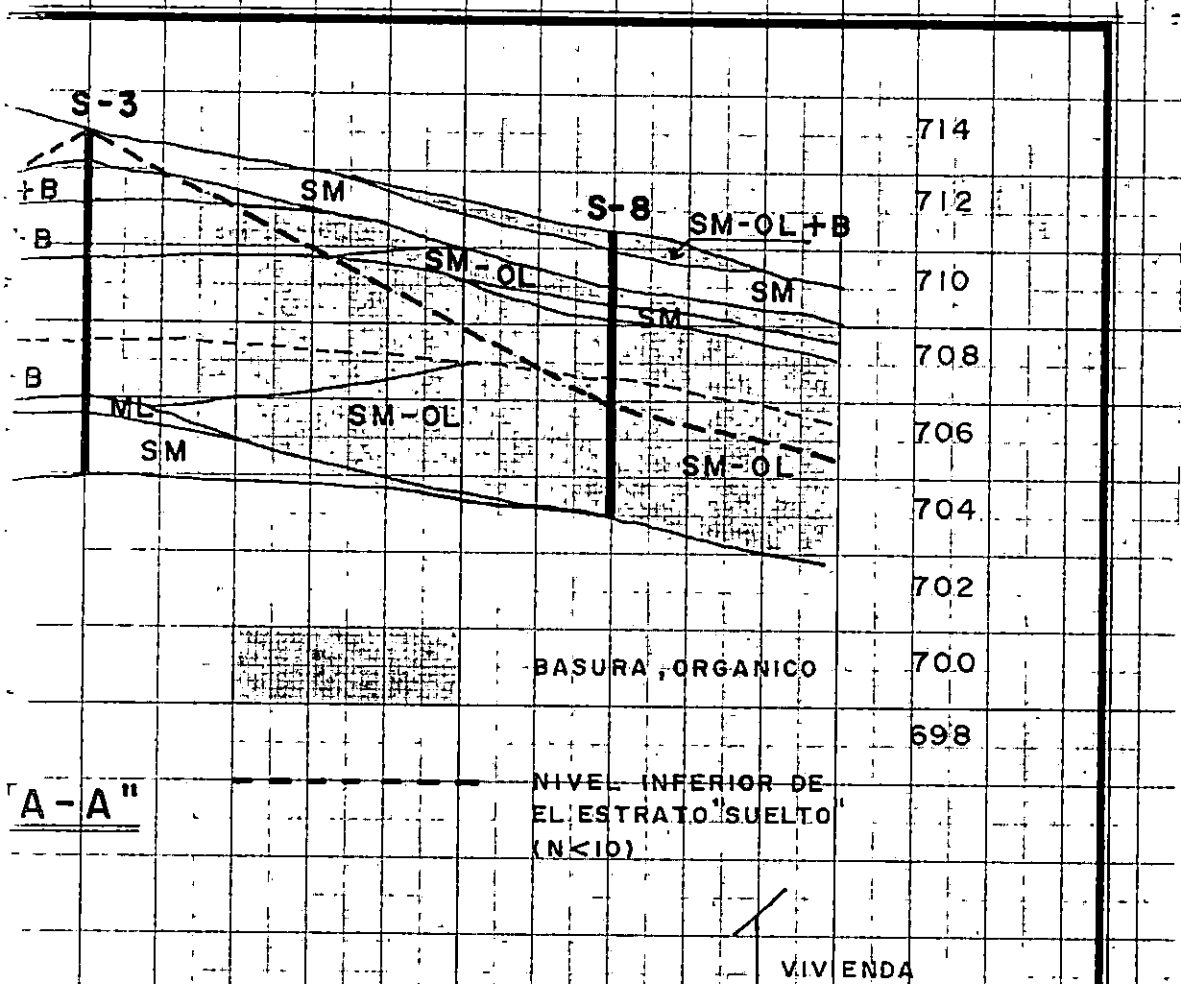 S-3
714
+B
SM
712
S-8
SM-OL+B
B
SM-OL
710
SM
SM
708
B
ML
SM-OL
706
SM
SM-OL
704
702
BASURA, ORGANICO
700
698
NIVEL INFERIOR DE
A-A"
EL ESTRATO "SUELTO"
(N<10)
VIVIENDA